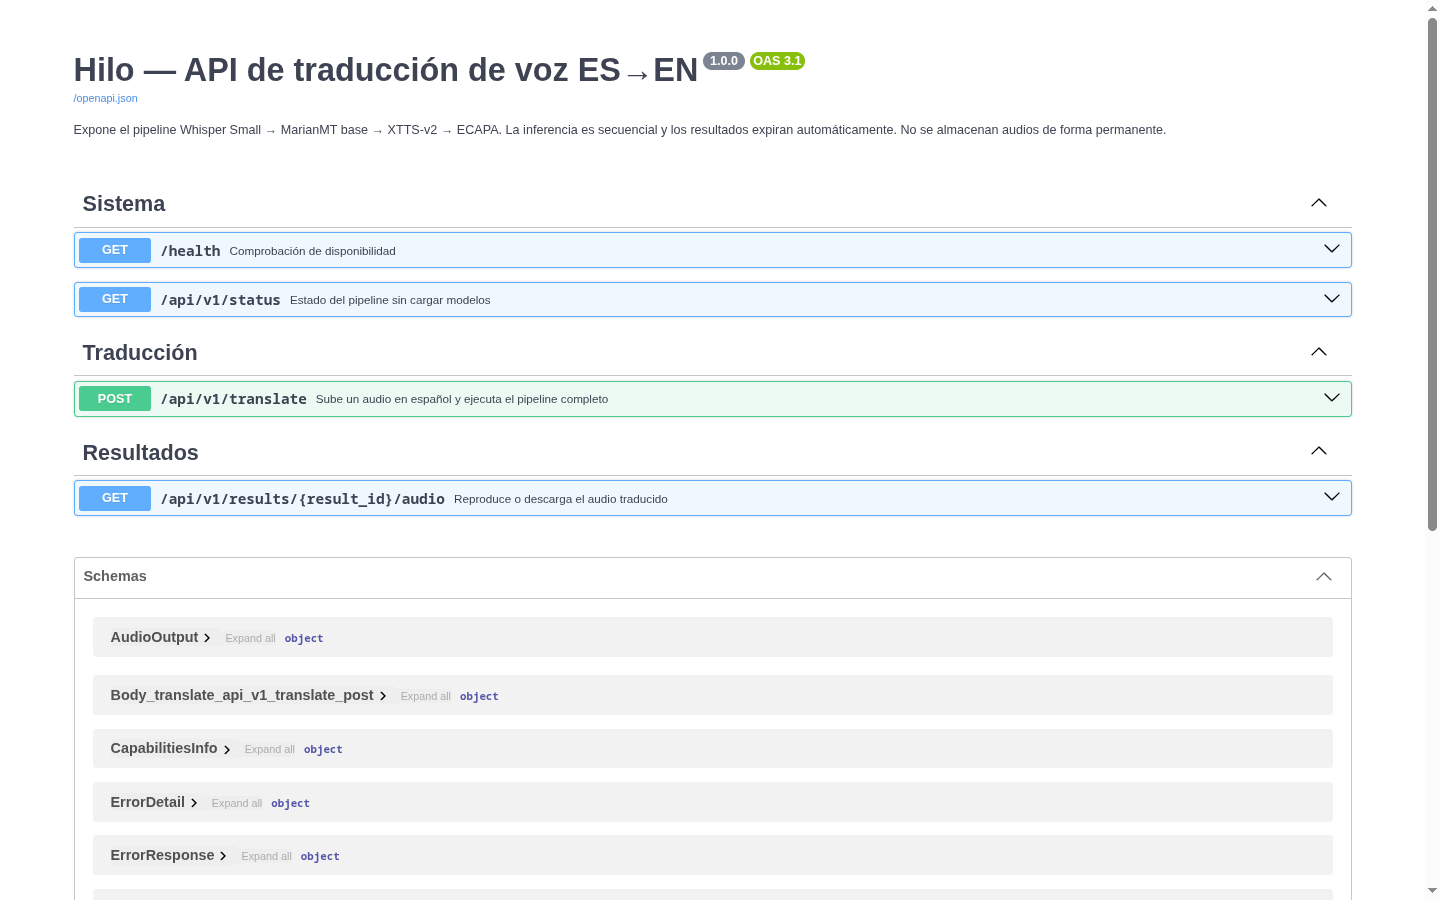 Hilo — API de traducción de voz ES→EN 1.0.0 OAS 3.1
/openapi.json
Expone el pipeline Whisper Small → MarianMT base → XTTS-v2 → ECAPA. La inferencia es secuencial y los resultados expiran automáticamente. No se almacenan audios de forma permanente.
Sistema
GET /health Comprobación de disponibilidad
GET /api/v1/status Estado del pipeline sin cargar modelos
Traducción
POST /api/v1/translate Sube un audio en español y ejecuta el pipeline completo
Resultados
GET /api/v1/results/{result_id}/audio Reproduce o descarga el audio traducido
Schemas
AudioOutput Expand all object
Body_translate_api_v1_translate_post Expand all object
CapabilitiesInfo Expand all object
ErrorDetail Expand all object
ErrorResponse Expand all object